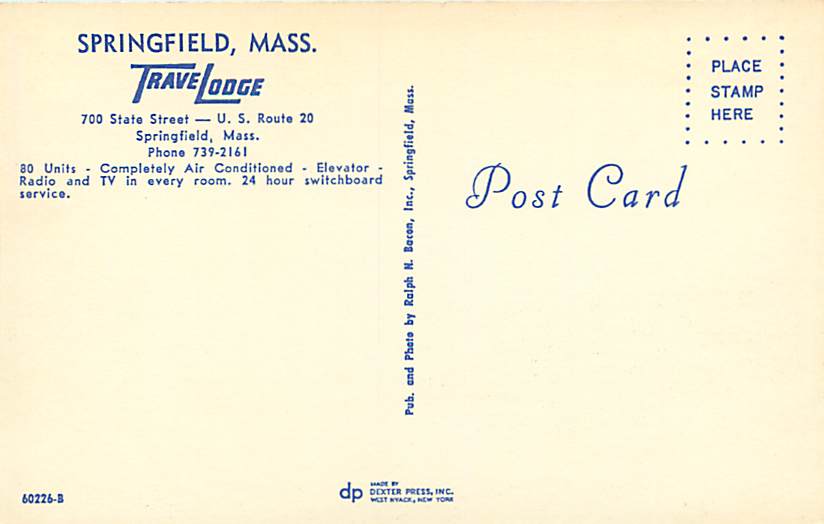 SPRINGFIELD, MASS.
TRAVELODGE
700 State Street — U. S. Route 20
Springfield, Mass.
Phone 739-2161
80 Units - Completely Air Conditioned - Elevator -
Radio and TV in every room. 24 hour switchboard
service.
60226-B
Pub. and Photo by Ralph N. Bacon, Inc., Springfield, Mass.
dp
MADE BY
DEXTER PRESS, INC.
WEST NYACK, NEW YORK
PLACE
STAMP
HERE
Post Card